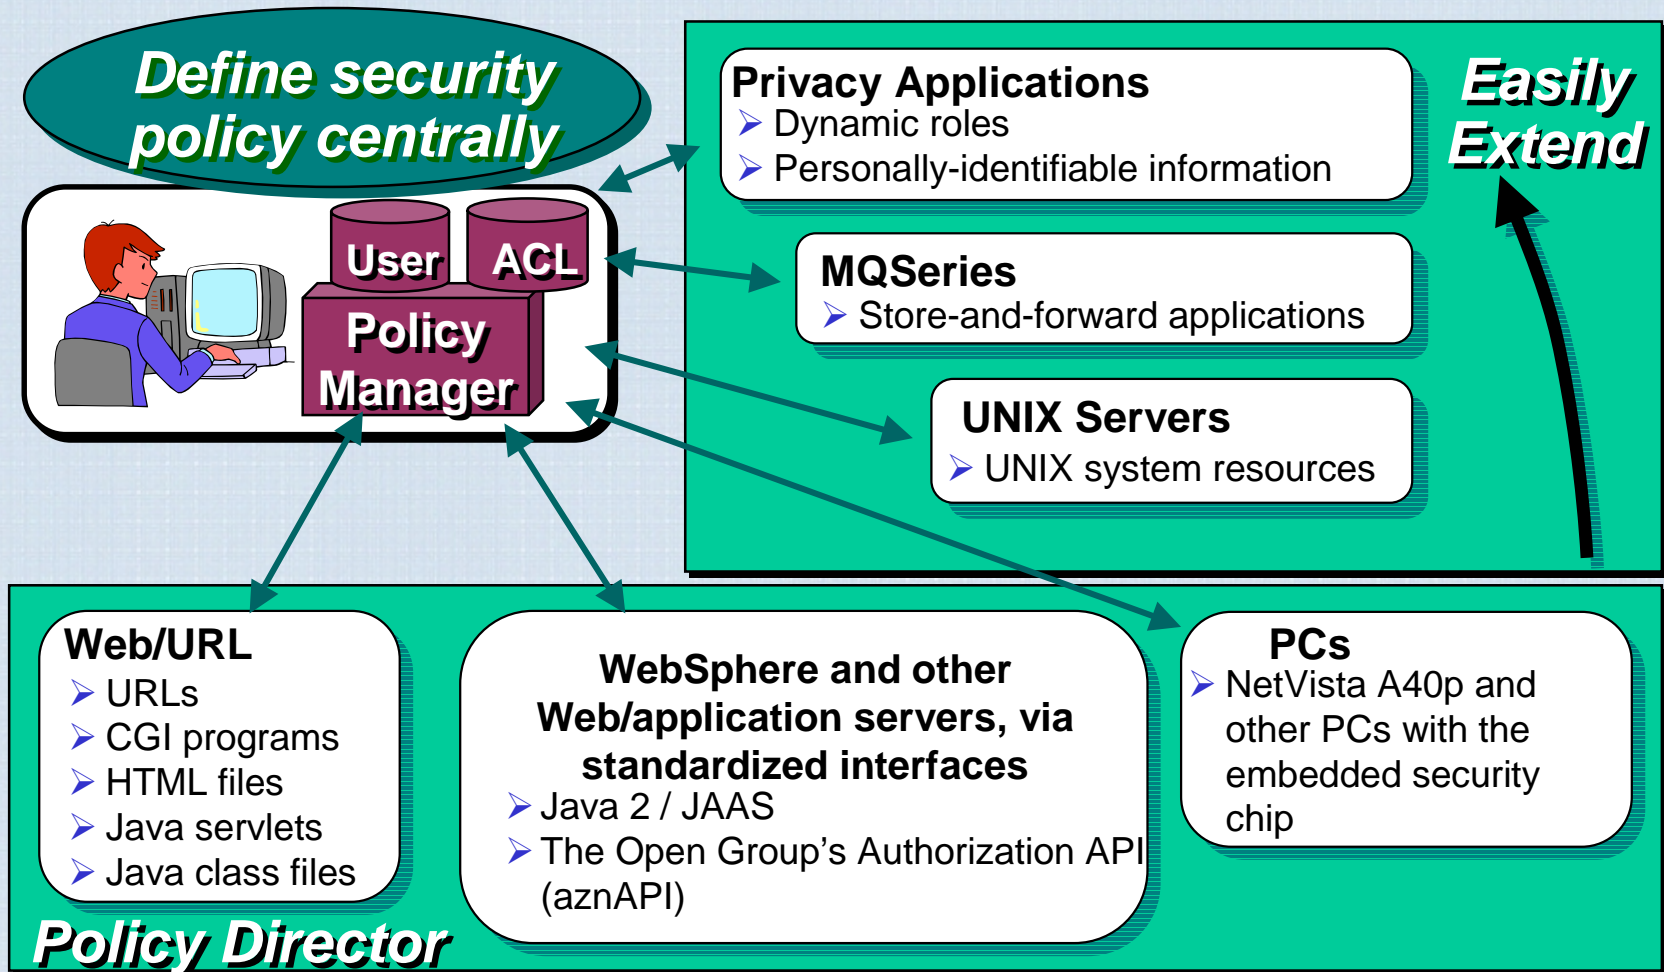 Define security
policy centrally
User
ACL
Policy
Manager
Privacy Applications
Dynamic roles
Personally-identifiable information
Easily
Extend
MQSeries
Store-and-forward applications
UNIX Servers
UNIX system resources
Web/URL
URLs
CGI programs
HTML files
Java servlets
Java class files
WebSphere and other
Web/application servers, via
standardized interfaces
Java 2 / JAAS
The Open Group’s Authorization API
(aznAPI)
PCs
NetVista A40p and
other PCs with the
embedded security
chip
Policy Director